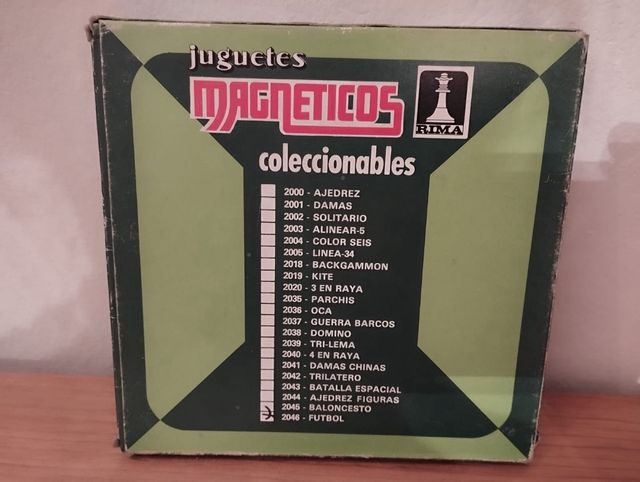 juguetes
MAGNETICOS
RIMA
coleccionables
2000 - AJEDREZ
2001 - DAMAS
2002 - SOLITARIO
2003 - ALINEAR-5
2004 - COLOR SEIS
2005 - LINEA-34
2018 - BACKGAMMON
2019 - KITE
2020 - 3 EN RAYA
2035 - PARCHIS
2036 - OCA
2037 - GUERRA BARCOS
2038 - DOMINO
2039 - TRI-LEMA
2040 - 4 EN RAYA
2041 - DAMAS CHINAS
2042 - TRILATERO
2043 - BATALLA ESPACIAL
2044 - AJEDREZ FIGURAS
2045 - BALONCESTO
2046 - FUTBOL